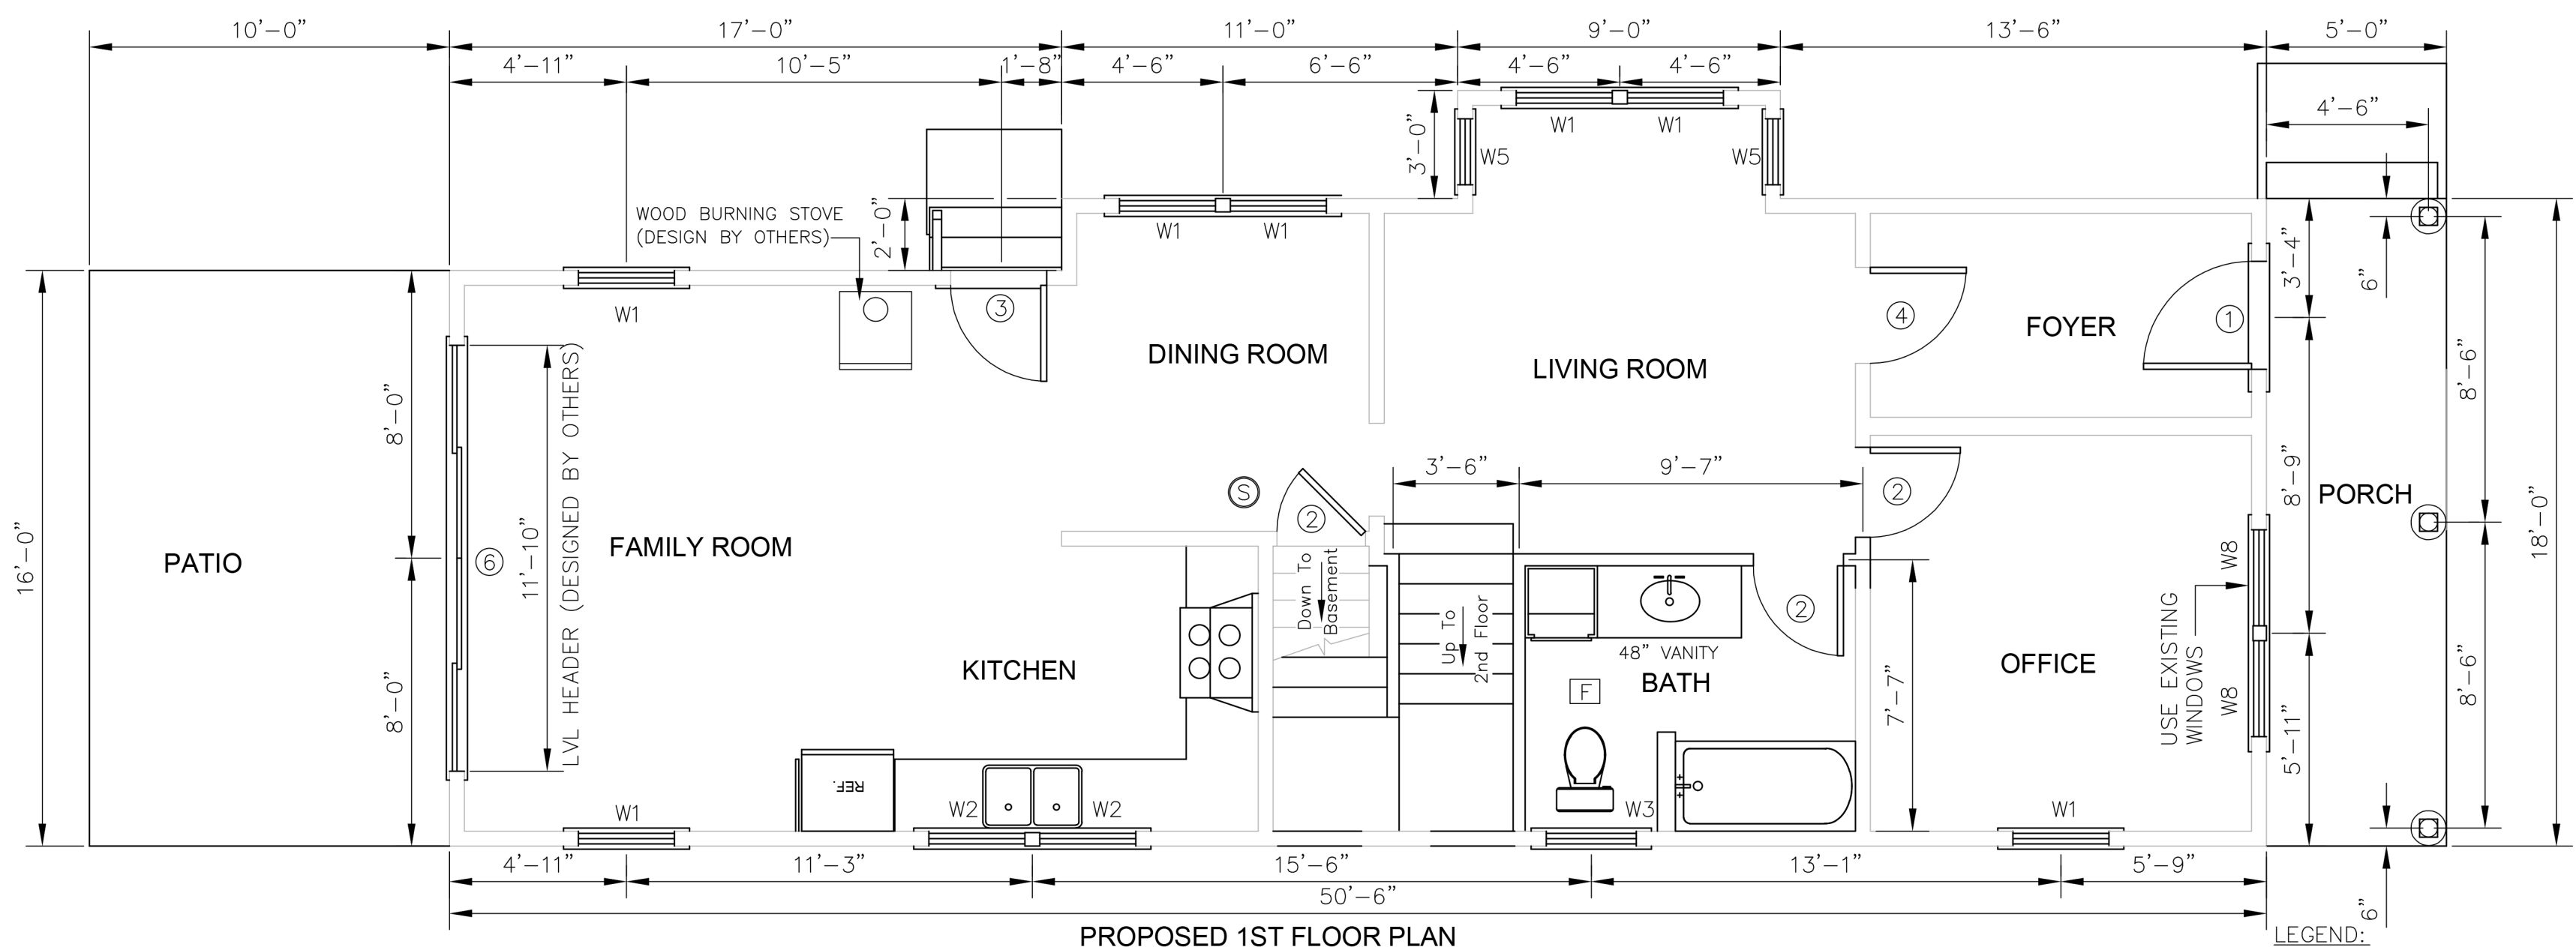 10'-0" 17'-0" 11'-0" 9'-0" 13'-6" 5'-0"
4'-11" 10'-5" 1'-8" 4'-6" 6'-6" 4'-6" 4'-6"
4'-6"
W1 W1
3'-0"
W5 W5
WOOD BURNING STOVE
(DESIGN BY OTHERS)
2'-0"
W1 W1
3'-4"
6"
W1
3
4
FOYER
1
DINING ROOM
LIVING ROOM
8'-0"
8'-6"
LVL HEADER (DESIGNED BY OTHERS)
3'-6" 9'-7"
8'-9"
PORCH
S
2
2
16'-0"
PATIO
6
11'-10"
FAMILY ROOM
18'-0"
Down To
Basement
Up To
2nd Floor
2
W8
USE EXISTING
WINDOWS
48" VANITY
KITCHEN
F
BATH
OFFICE
8'-0"
7'-7"
W8
8'-6"
5'-11"
REF.
W1
W2 W2
W3
W1
4'-11" 11'-3" 15'-6" 13'-1" 5'-9"
50'-6"
6"
PROPOSED 1ST FLOOR PLAN
LEGEND: